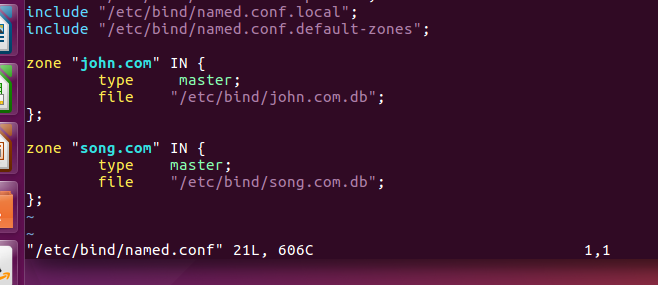 include "/etc/bind/named.conf.local";
include "/etc/bind/named.conf.default-zones";
zone "john.com" IN {
        type     master;
        file    "/etc/bind/john.com.db";
};
zone "song.com" IN {
        type    master;
        file    "/etc/bind/song.com.db";
};
~
~
"/etc/bind/named.conf" 21L, 606C 1,1